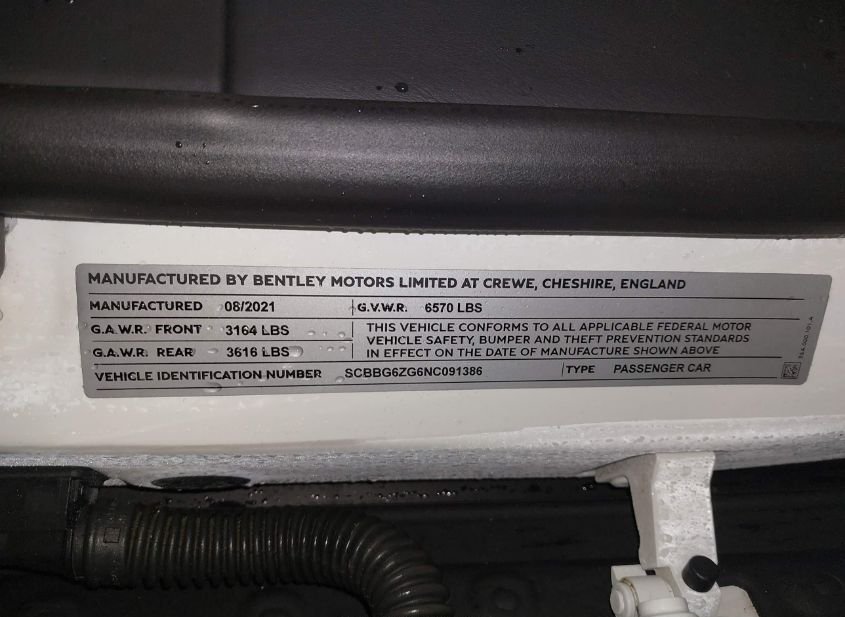 MANUFACTURED BY BENTLEY MOTORS LIMITED AT CREWE, CHESHIRE, ENGLAND
MANUFACTURED 08/2021 G.V.W.R. 6570 LBS
G.A.W.R. FRONT 3164 LBS
G.A.W.R. REAR 3616 LBS
THIS VEHICLE CONFORMS TO ALL APPLICABLE FEDERAL MOTOR
VEHICLE SAFETY, BUMPER AND THEFT PREVENTION STANDARDS
IN EFFECT ON THE DATE OF MANUFACTURE SHOWN ABOVE
VEHICLE IDENTIFICATION NUMBER SCBBG6ZG6NC091386 TYPE PASSENGER CAR